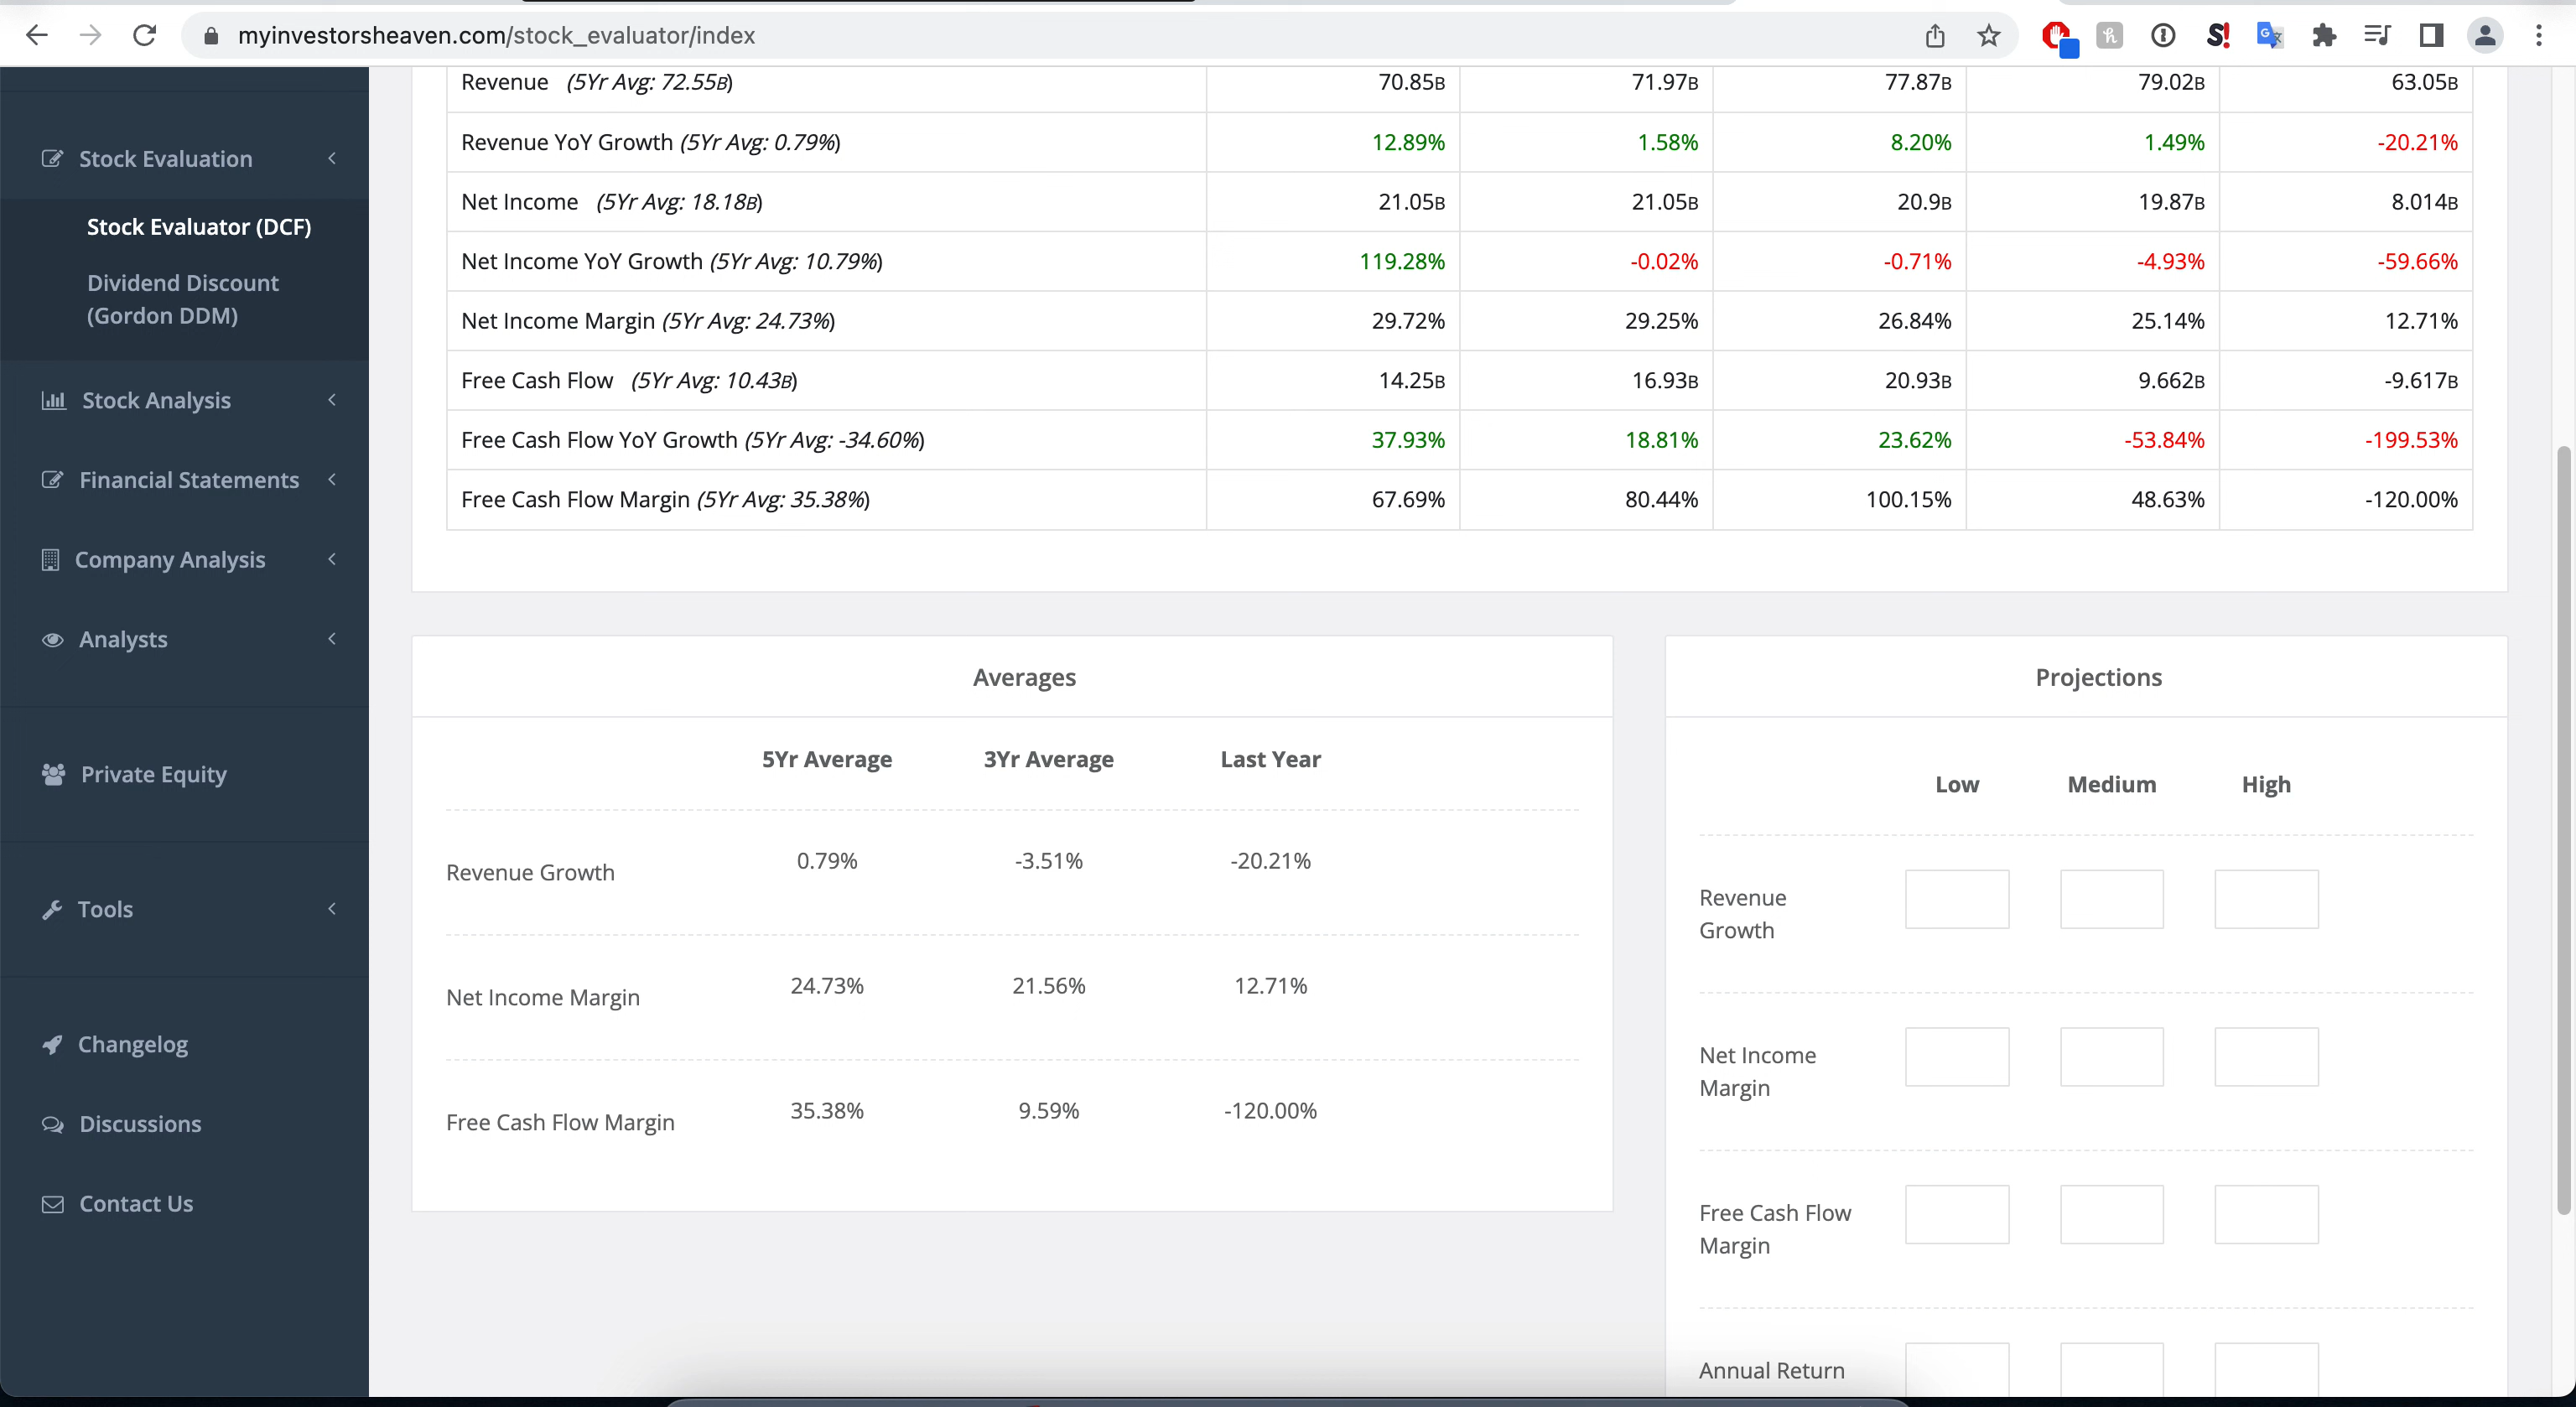 myinvestorsheaven.com/stock_evaluator/index
Stock Evaluation
Stock Evaluator (DCF)
Dividend Discount
(Gordon DDM)
Stock Analysis
Financial Statements
Company Analysis
Analysts
Private Equity
Tools
Changelog
Discussions
Contact Us
Revenue (5Yr Avg: 72.55B) 70.85B 71.97B 77.87B 79.02B 63.05B
Revenue YoY Growth (5Yr Avg: 0.79%) 12.89% 1.58% 8.20% 1.49% -20.21%
Net Income (5Yr Avg: 18.18B) 21.05B 21.05B 20.9B 19.87B 8.014B
Net Income YoY Growth (5Yr Avg: 10.79%) 119.28% -0.02% -0.71% -4.93% -59.66%
Net Income Margin (5Yr Avg: 24.73%) 29.72% 29.25% 26.84% 25.14% 12.71%
Free Cash Flow (5Yr Avg: 10.43B) 14.25B 16.93B 20.93B 9.662B -9.617B
Free Cash Flow YoY Growth (5Yr Avg: -34.60%) 37.93% 18.81% 23.62% -53.84% -199.53%
Free Cash Flow Margin (5Yr Avg: 35.38%) 67.69% 80.44% 100.15% 48.63% -120.00%
Averages
5Yr Average 3Yr Average Last Year
Revenue Growth 0.79% -3.51% -20.21%
Net Income Margin 24.73% 21.56% 12.71%
Free Cash Flow Margin 35.38% 9.59% -120.00%
Projections
Low Medium High
Revenue
Growth
Net Income
Margin
Free Cash Flow
Margin
Annual Return